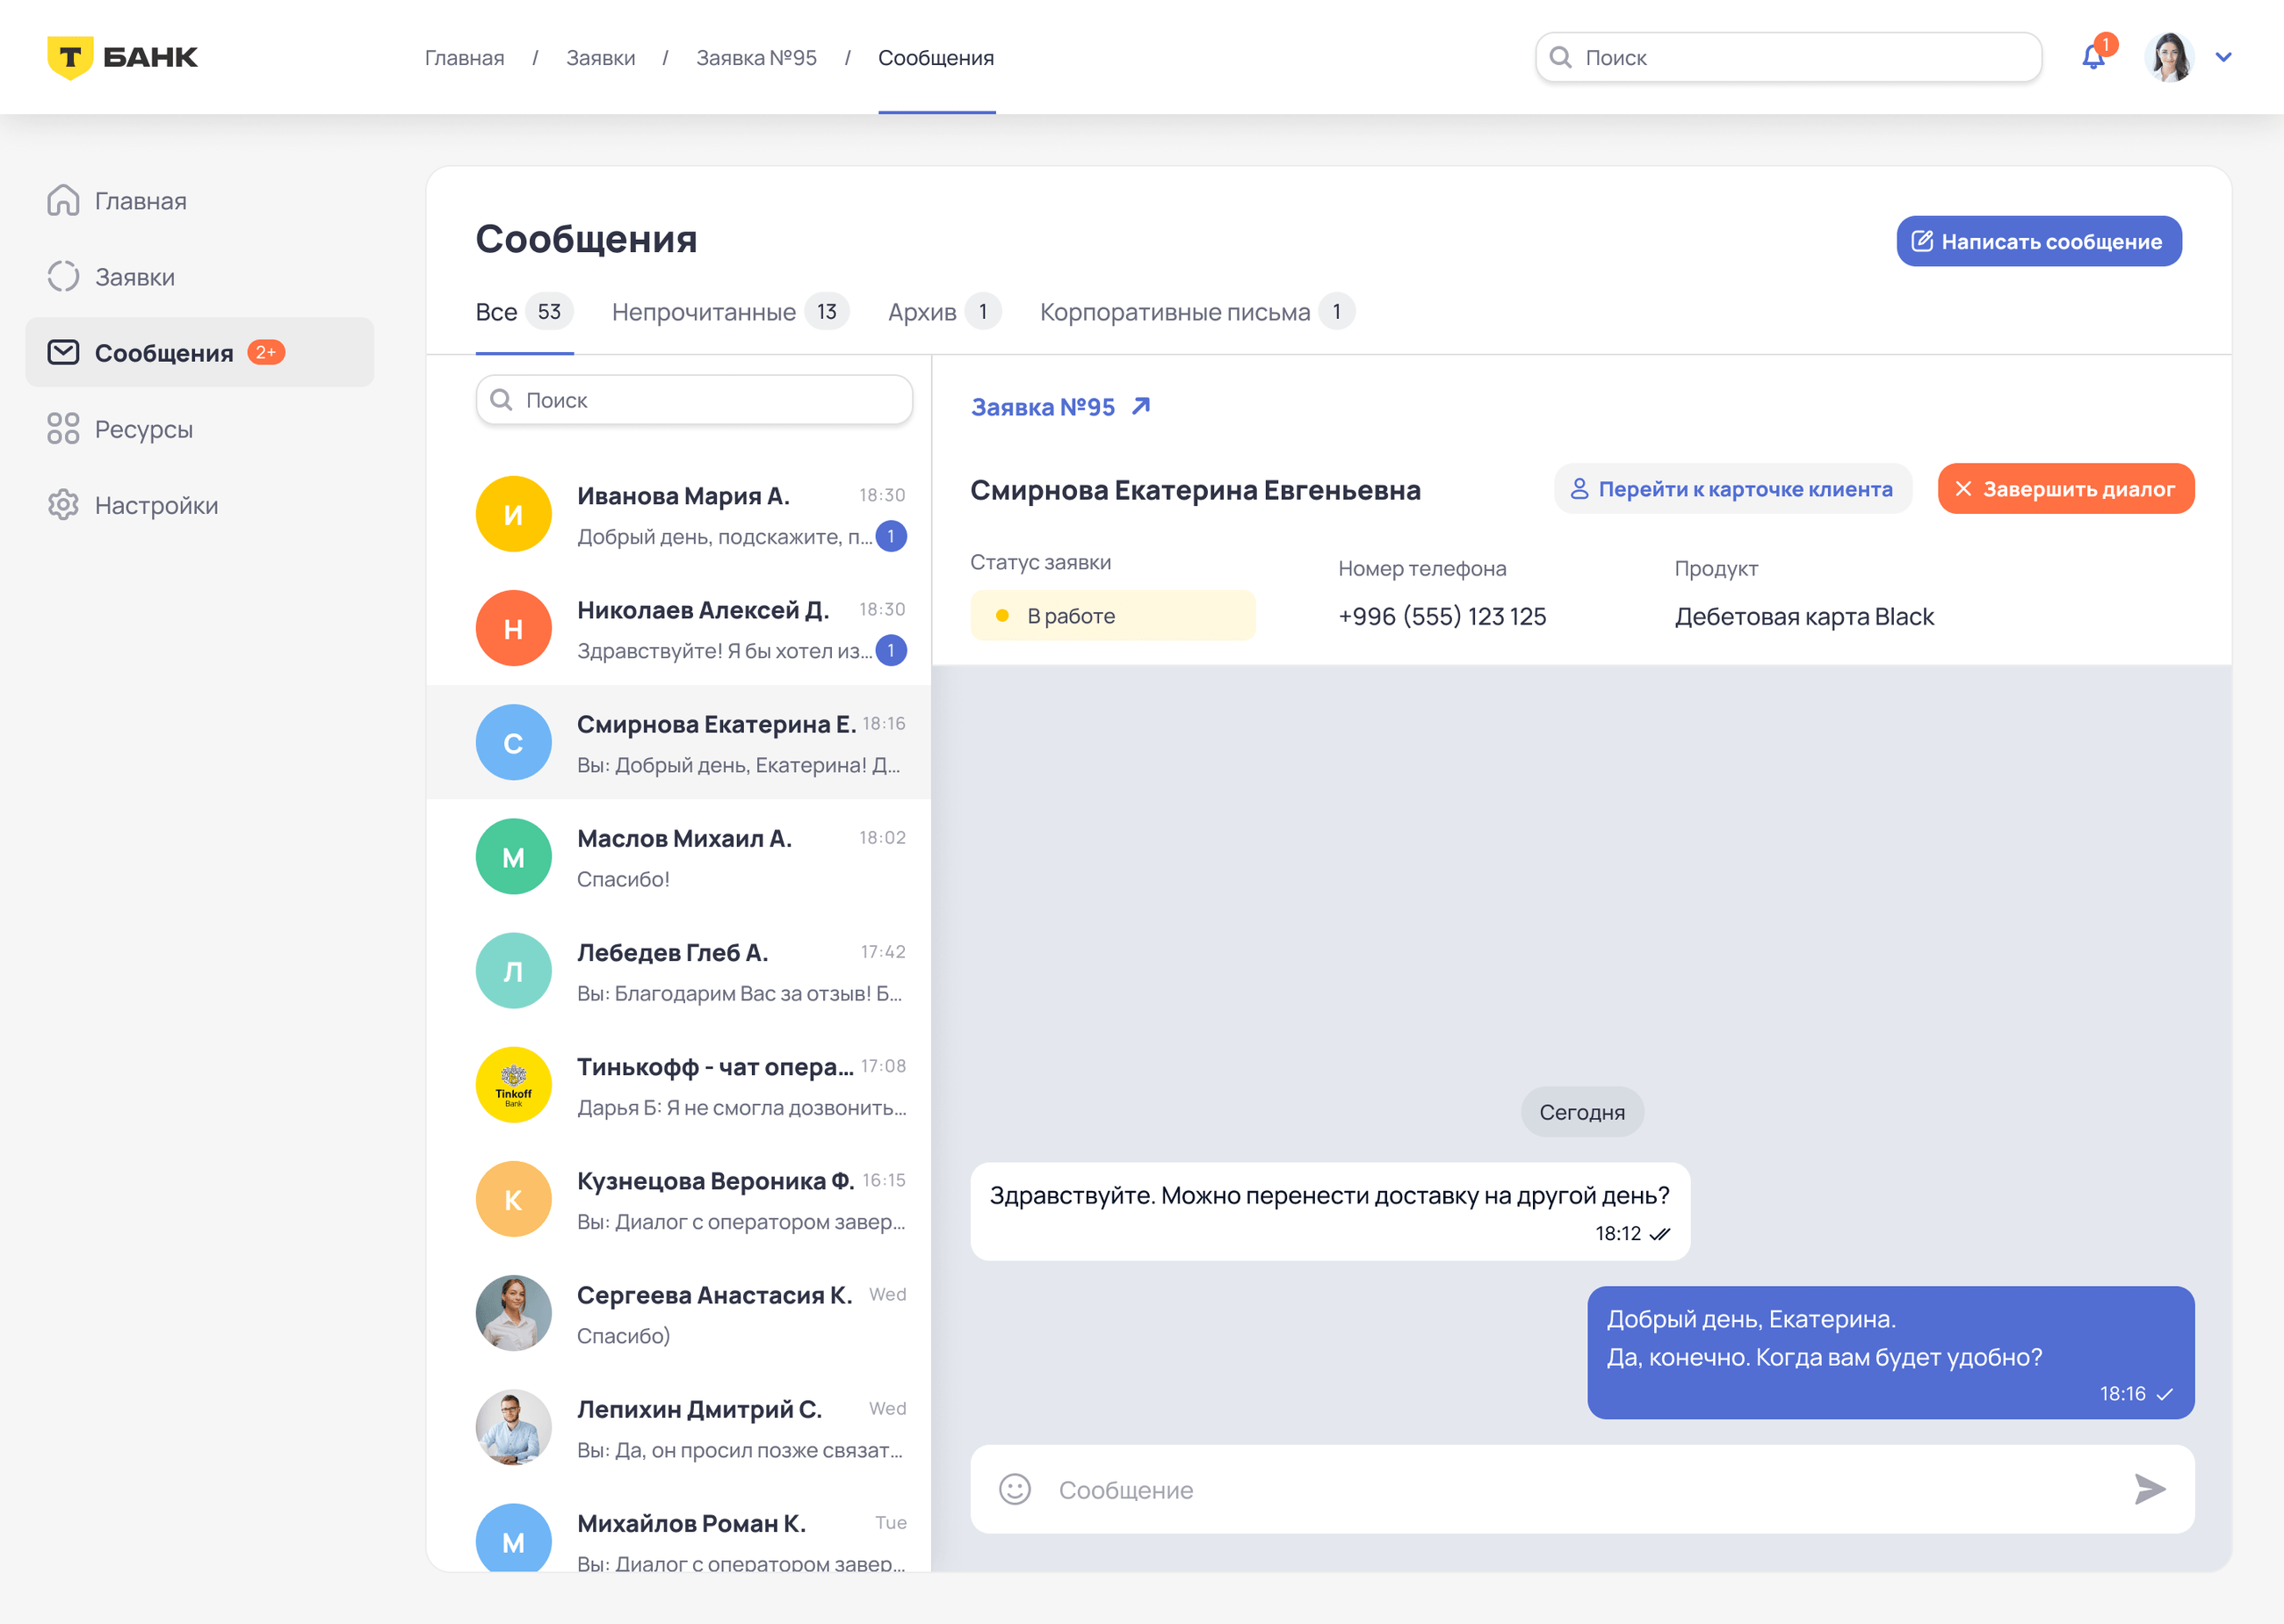 Т БАНК
Главная / Заявки / Заявка №95 / Сообщения
Поиск
1
Главная
Заявки
Сообщения 2+
Ресурсы
Настройки
Сообщения
Написать сообщение
Все 53 Непрочитанные 13 Архив 1 Корпоративные письма 1
Поиск
И
Иванова Мария А. 18:30
Добрый день, подскажите, п... 1
Н
Николаев Алексей Д. 18:30
Здравствуйте! Я бы хотел из... 1
С
Смирнова Екатерина Е. 18:16
Вы: Добрый день, Екатерина! Д...
М
Маслов Михаил А. 18:02
Спасибо!
Л
Лебедев Глеб А. 17:42
Вы: Благодарим Вас за отзыв! Б...
Tinkoff
Bank
Тинькофф - чат опера... 17:08
Дарья Б: Я не смогла дозвонить...
К
Кузнецова Вероника Ф. 16:15
Вы: Диалог с оператором завер...
Сергеева Анастасия К. Wed
Спасибо)
Лепихин Дмитрий С. Wed
Вы: Да, он просил позже связат...
М
Михайлов Роман К. Tue
Вы: Диалог с оператором завер...
Заявка №95
Смирнова Екатерина Евгеньевна
Перейти к карточке клиента
Завершить диалог
Статус заявки
В работе
Номер телефона
+996 (555) 123 125
Продукт
Дебетовая карта Black
Сегодня
Здравствуйте. Можно перенести доставку на другой день?
18:12
Добрый день, Екатерина.
Да, конечно. Когда вам будет удобно?
18:16
Сообщение